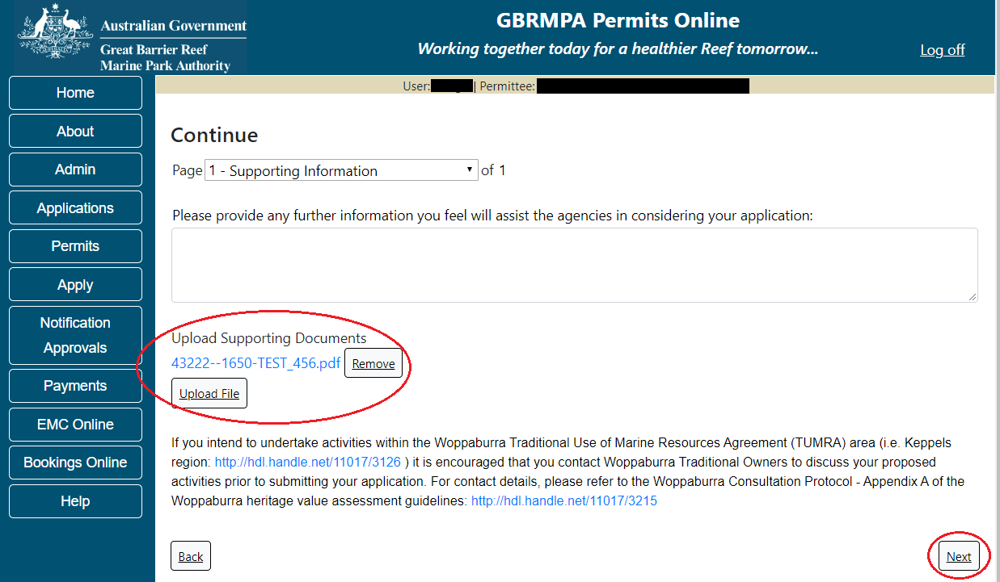 Australian Government
Great Barrier Reef
Marine Park Authority
GBRMPA Permits Online
Working together today for a healthier Reef tomorrow...
Log off
Home
About
Admin
Applications
Permits
Apply
Notification
Approvals
Payments
EMC Online
Bookings Online
Help
User: | Permittee:
Continue
Page 1 - Supporting Information of 1
Please provide any further information you feel will assist the agencies in considering your application:
Upload Supporting Documents
43222--1650-TEST_456.pdf Remove
Upload File
If you intend to undertake activities within the Woppaburra Traditional Use of Marine Resources Agreement (TUMRA) area (i.e. Keppels
region: http://hdl.handle.net/11017/3126 ) it is encouraged that you contact Woppaburra Traditional Owners to discuss your proposed
activities prior to submitting your application. For contact details, please refer to the Woppaburra Consultation Protocol - Appendix A of the
Woppaburra heritage value assessment guidelines: http://hdl.handle.net/11017/3215
Back
Next